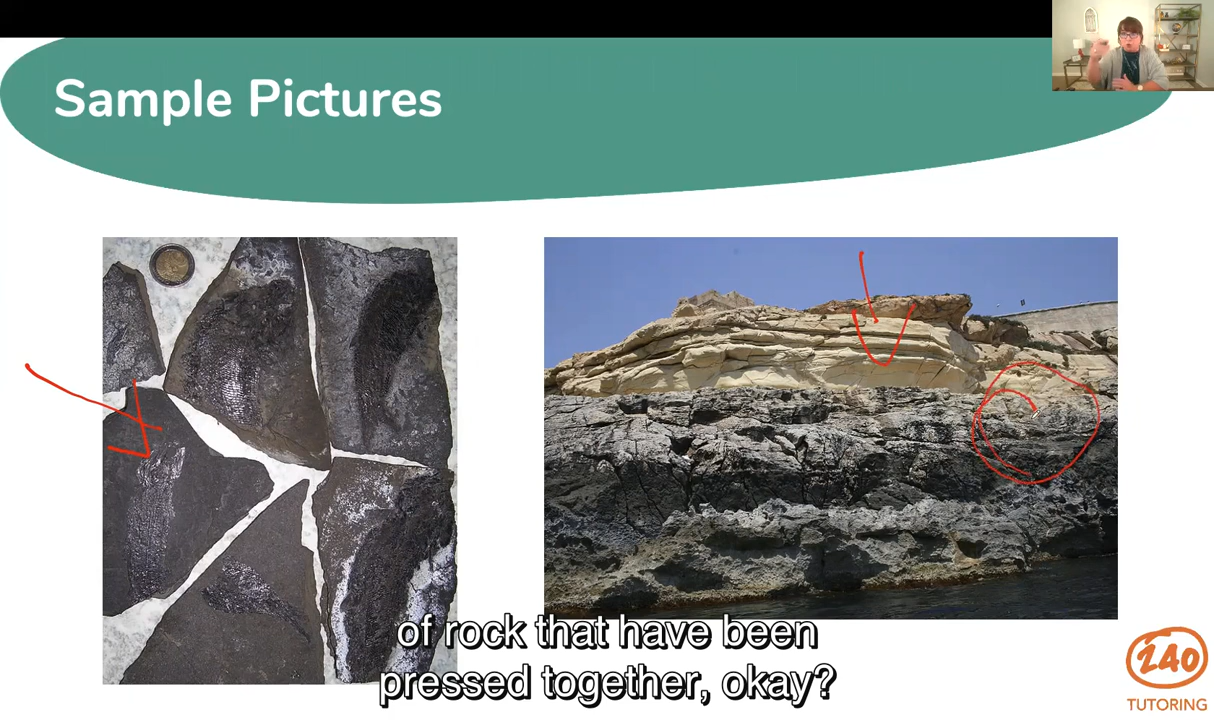 Sample Pictures
of rock that have been
pressed together, okay?
240
TUTORING